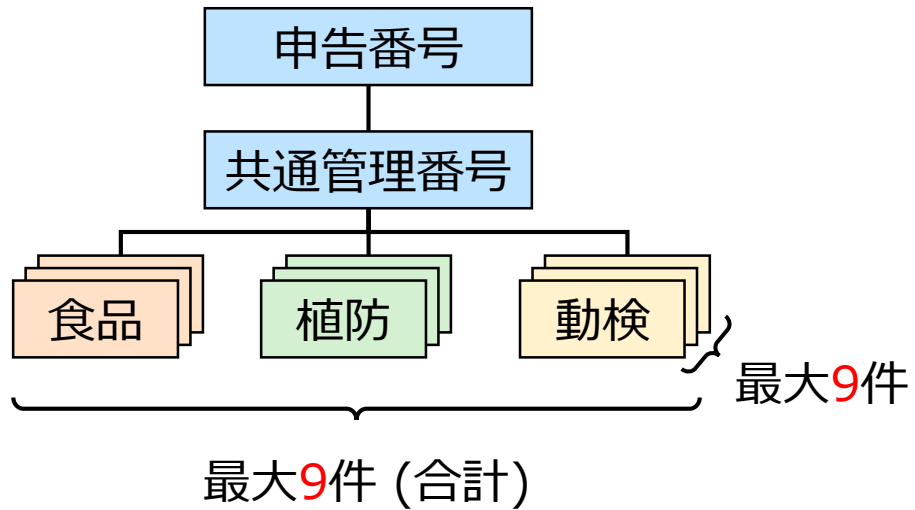 申告番号
共通管理番号
食品
植防
動検
最大9件
最大9件 (合計)